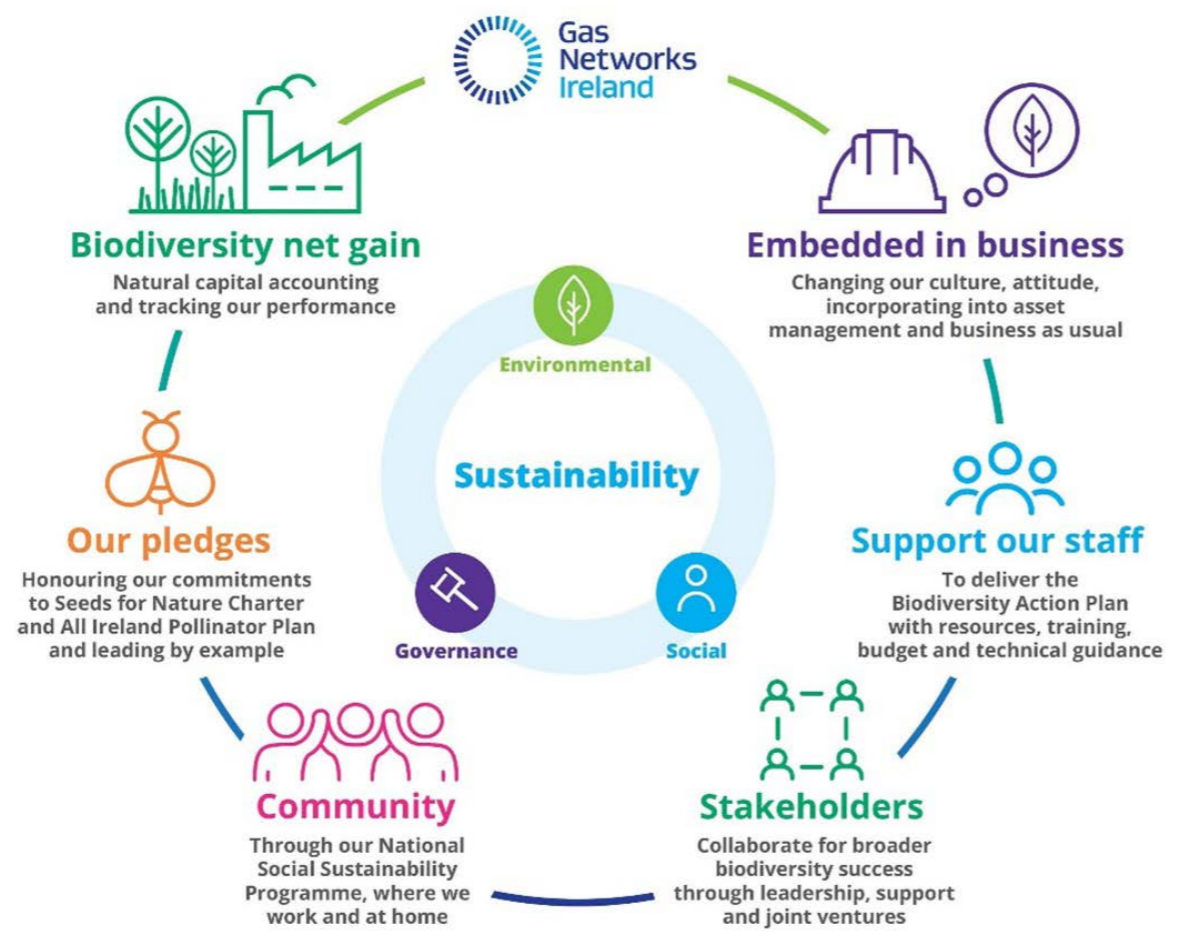 Gas
Networks
Ireland
Biodiversity net gain
Natural capital accounting
and tracking our performance
Embedded in business
Changing our culture, attitude,
incorporating into asset
management and business as usual
Environmental
Sustainability
Governance
Social
Our pledges
Honouring our commitments
to Seeds for Nature Charter
and All Ireland Pollinator Plan
and leading by example
Support our staff
To deliver the
Biodiversity Action Plan
with resources, training,
budget and technical guidance
Community
Through our National
Social Sustainability
Programme, where we
work and at home
Stakeholders
Collaborate for broader
biodiversity success
through leadership, support
and joint ventures